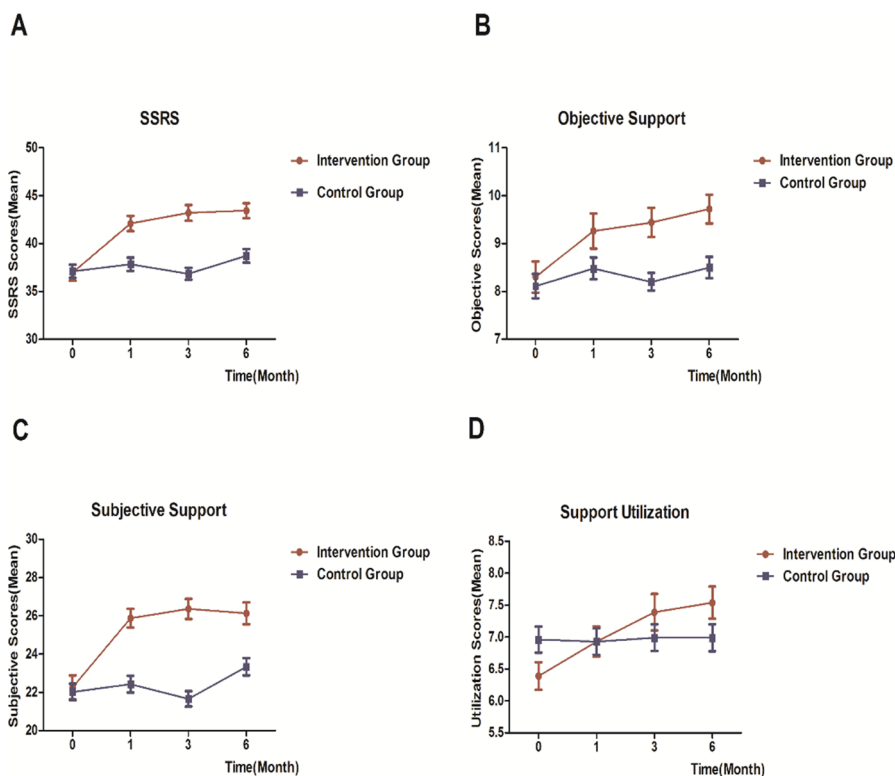 A
SSRS
50
45
40
35
30
SSRS Scores(Mean)
0 1 3 6
Time(Month)
Intervention Group
Control Group
B
Objective Support
11
10
9
8
7
Objective Scores(Mean)
0 1 3 6
Time(Month)
Intervention Group
Control Group
C
Subjective Support
28
26
24
22
20
Subjective Scores(Mean)
0 1 3 6
Time(Month)
Intervention Group
Control Group
D
Support Utilization
8.5
8.0
7.5
7.0
6.5
6.0
5.5
Utilization Scores(Mean)
0 1 3 6
Time(Month)
Intervention Group
Control Group